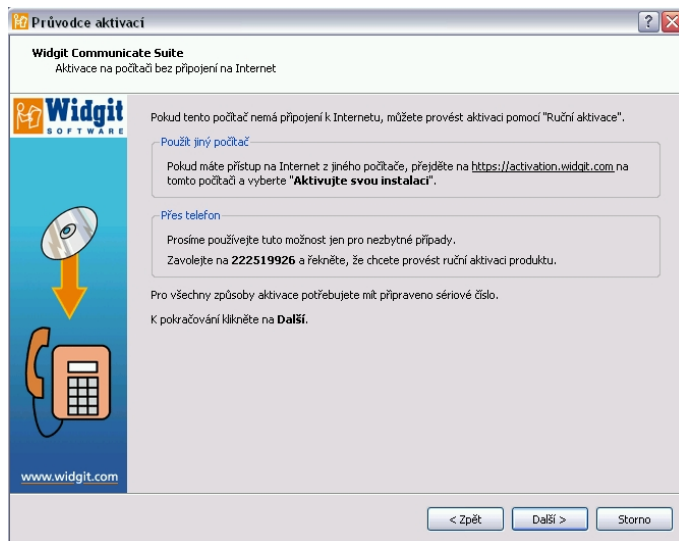 Průvodce aktivací
Widgit Communicate Suite
Aktivace na počítači bez připojení na Internet
Widgit
SOFTWARE
Pokud tento počítač nemá připojení k Internetu, můžete provést aktivaci pomocí "Ruční aktivace".
Použít jiný počítač
Pokud máte přístup na Internet z jiného počítače, přejděte na https://activation.widgit.com na
tomto počítači a vyberte "Aktivujte svou instalaci".
Přes telefon
Prosíme používejte tuto možnost jen pro nezbytné případy.
Zavolejte na 222519926 a řekněte, že chcete provést ruční aktivaci produktu.
Pro všechny způsoby aktivace potřebujete mít připraveno sériové číslo.
K pokračování klikněte na Další.
www.widgit.com
< Zpět
Další >
Storno